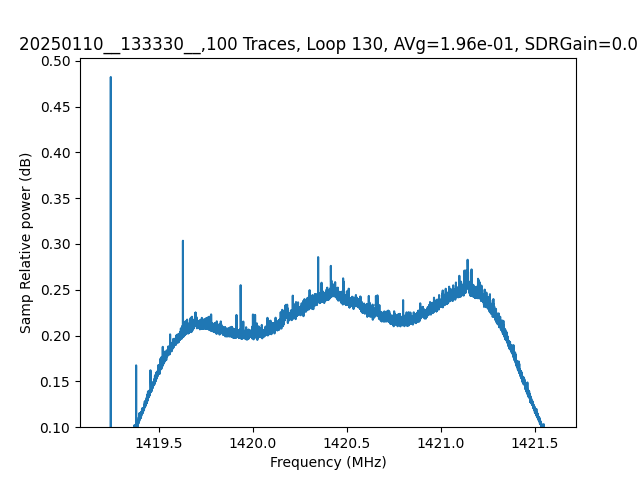 20250110__133330__,100 Traces, Loop 130, AVg=1.96e-01, SDRGain=0.0
0.50
0.45
0.40
0.35
0.30
0.25
0.20
0.15
0.10
Samp Relative power (dB)
1419.5 1420.0 1420.5 1421.0 1421.5
Frequency (MHz)